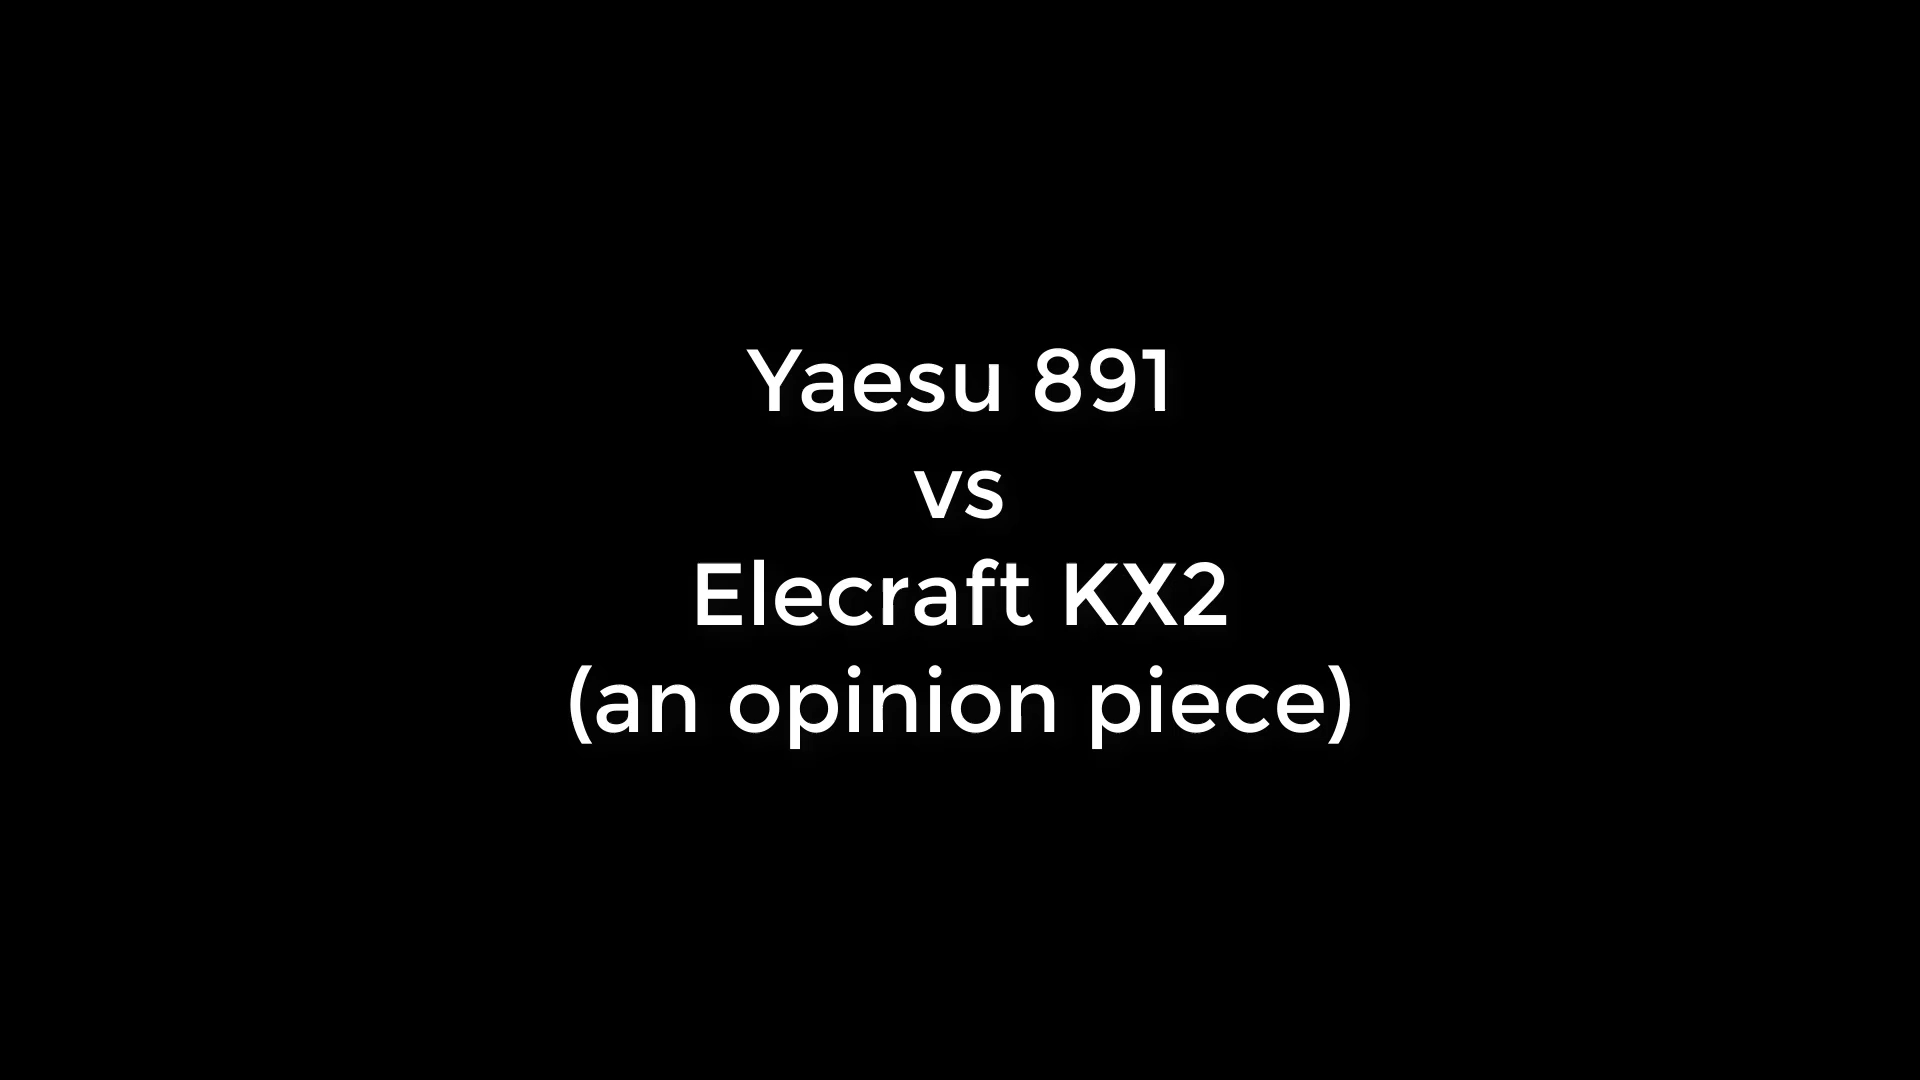 Yaesu 891
vs
Elecraft KX2
(an opinion piece)